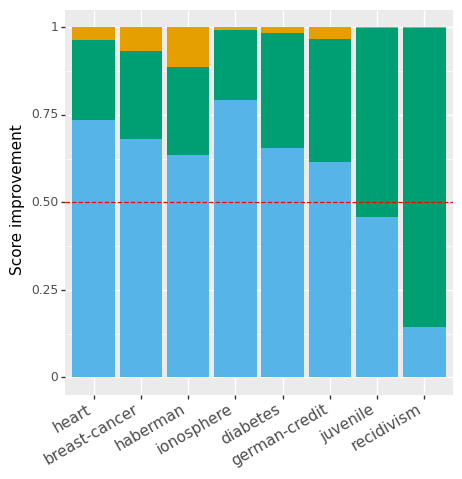 Score improvement
1
0.75
0.50
0.25
0
heart
breast-cancer
haberman
ionosphere
diabetes
german-credit
juvenile
recidivism